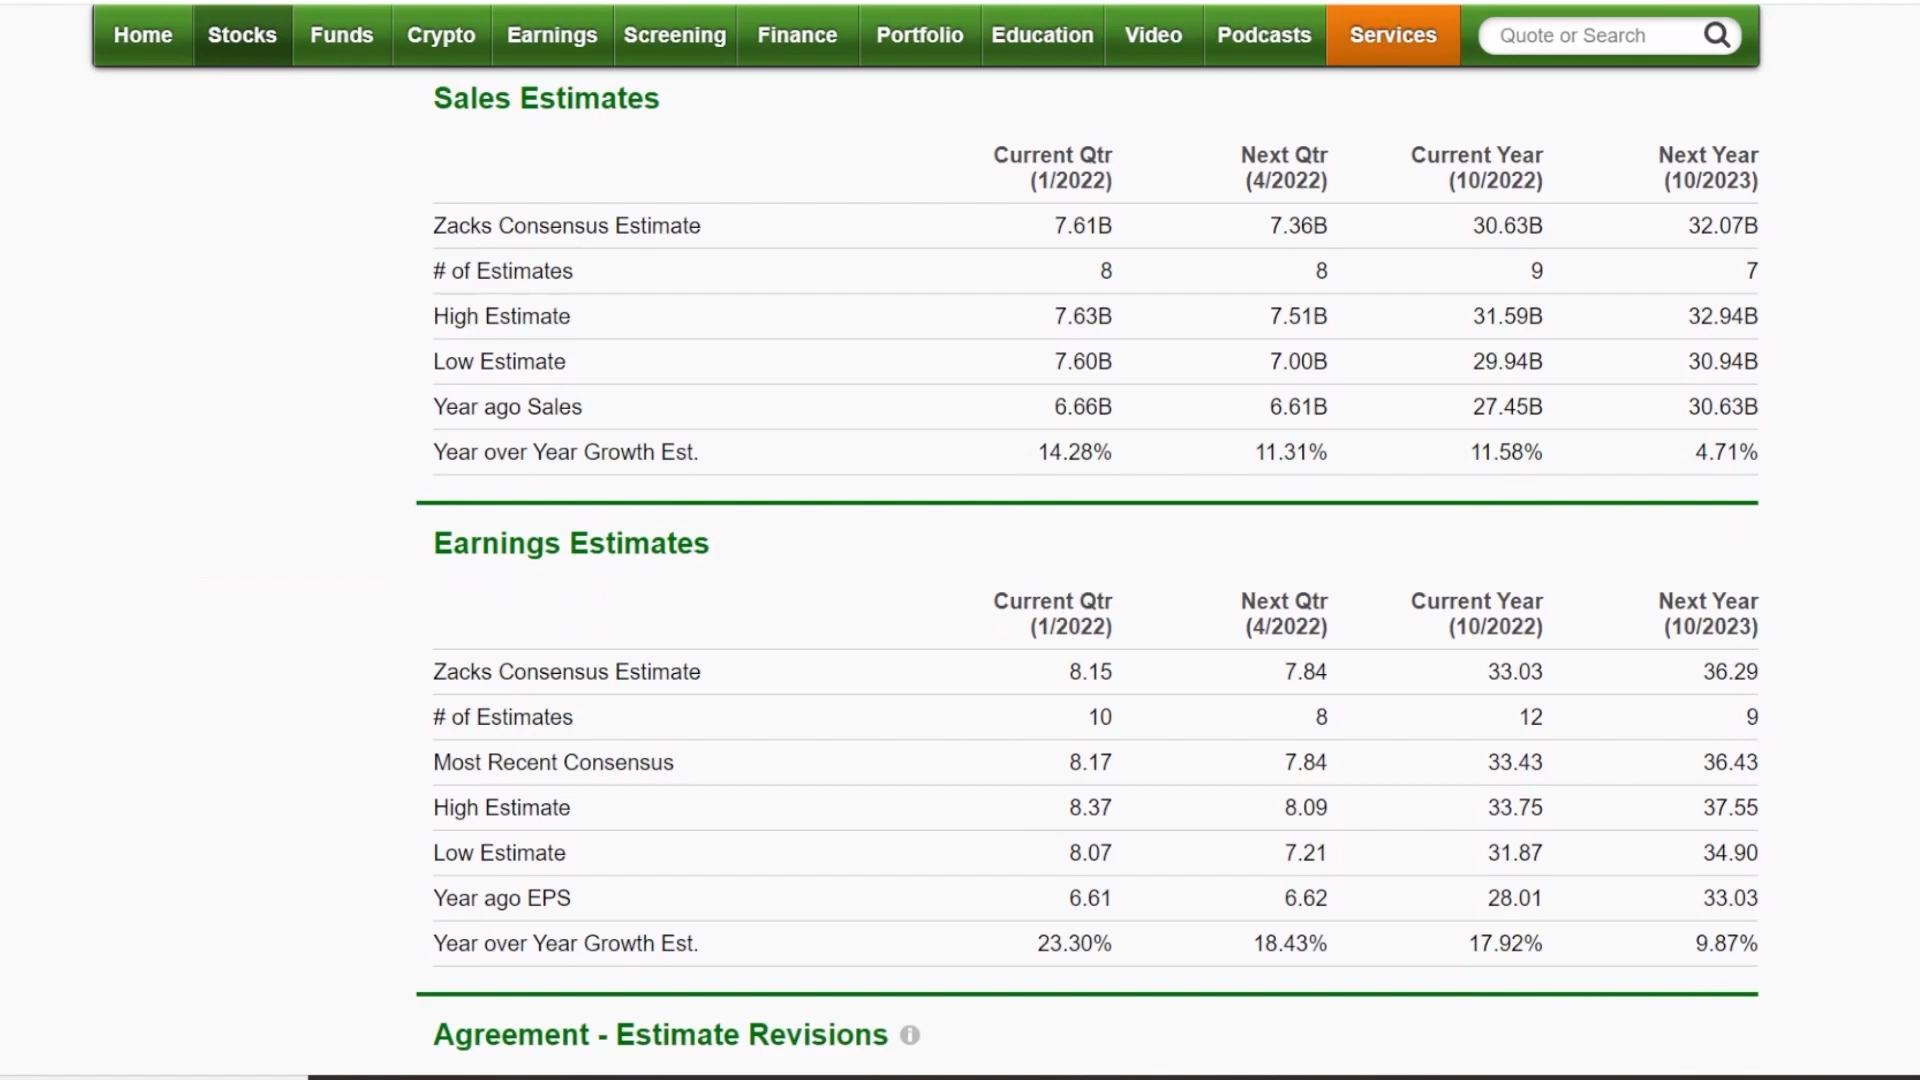 Home Stocks Funds Crypto Earnings Screening Finance Portfolio Education Video Podcasts Services Quote or Search
Sales Estimates
Current Qtr Next Qtr Current Year Next Year
(1/2022) (4/2022) (10/2022) (10/2023)
Zacks Consensus Estimate 7.61B 7.36B 30.63B 32.07B
# of Estimates 8 8 9 7
High Estimate 7.63B 7.51B 31.59B 32.94B
Low Estimate 7.60B 7.00B 29.94B 30.94B
Year ago Sales 6.66B 6.61B 27.45B 30.63B
Year over Year Growth Est. 14.28% 11.31% 11.58% 4.71%
Earnings Estimates
Current Qtr Next Qtr Current Year Next Year
(1/2022) (4/2022) (10/2022) (10/2023)
Zacks Consensus Estimate 8.15 7.84 33.03 36.29
# of Estimates 10 8 12 9
Most Recent Consensus 8.17 7.84 33.43 36.43
High Estimate 8.37 8.09 33.75 37.55
Low Estimate 8.07 7.21 31.87 34.90
Year ago EPS 6.61 6.62 28.01 33.03
Year over Year Growth Est. 23.30% 18.43% 17.92% 9.87%
Agreement - Estimate Revisions